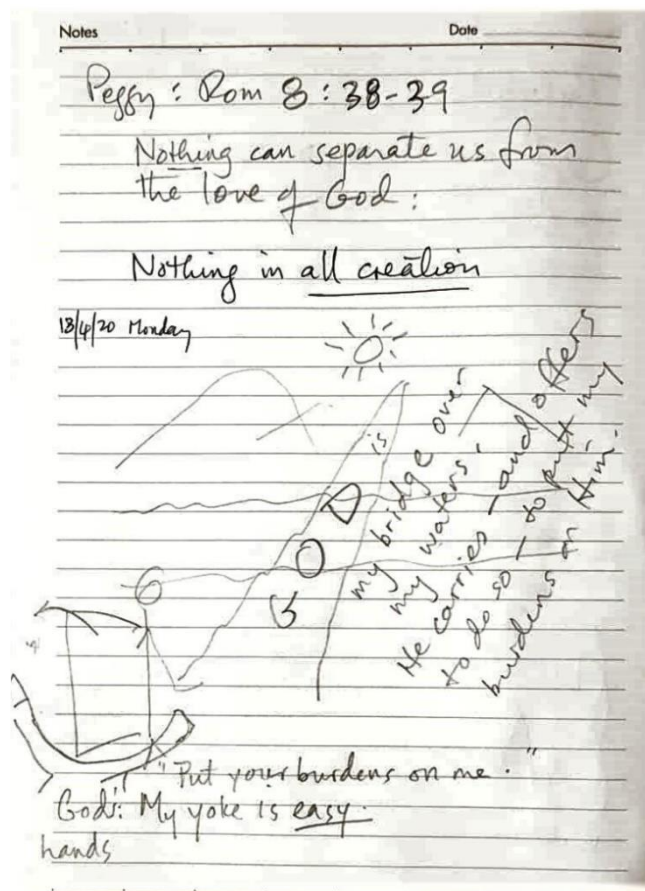 Notes
Date
Peggy: Rom 8:38-39
Nothing can separate us from
the love of God:
Nothing in all creation
13/4/20 Monday
GOD
is
my bridge over
my waters.
He carries - and offers
to do so - to put my
burdens on Him.
"Put your burdens on me."
God's: My yoke is easy.
hands